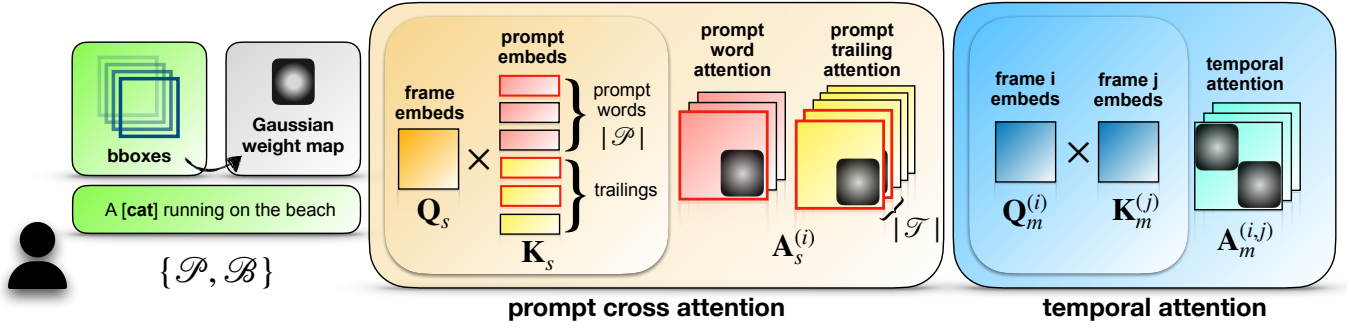 bboxes
Gaussian
weight map
A [cat] running on the beach
{𝒫, ℬ}
frame
embeds
Q_s
×
prompt
embeds
K_s
prompt
words
|𝒫|
trailings
prompt
word
attention
prompt
trailing
attention
|𝒯|
A_s^{(i)}
prompt cross attention
frame i
embeds
Q_m^{(i)}
×
frame j
embeds
K_m^{(j)}
temporal
attention
A_m^{(i,j)}
temporal attention